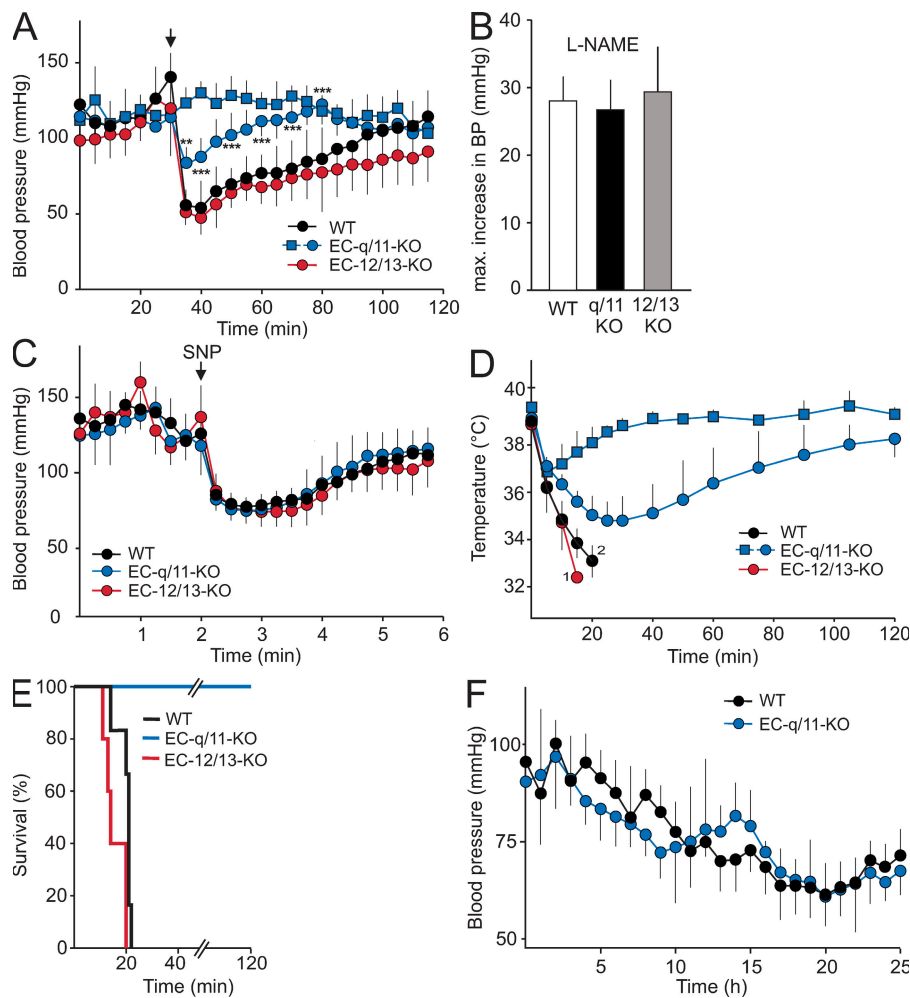 A
Blood pressure (mmHg)
150
100
50
0
** *** *** *** *** ***
WT
EC-q/11-KO
EC-12/13-KO
0 20 40 60 80 100 120
Time (min)
B
max. increase in BP (mmHg)
L-NAME
40
30
20
10
0
WT q/11 KO 12/13 KO
C
Blood pressure (mmHg)
SNP
150
100
50
0
WT
EC-q/11-KO
EC-12/13-KO
1 2 3 4 5 6
Time (min)
D
Temperature (°C)
40
38
36
34
32
2
1
WT
EC-q/11-KO
EC-12/13-KO
0 20 40 60 80 100 120
Time (min)
E
Survival (%)
100
80
60
40
20
0
WT
EC-q/11-KO
EC-12/13-KO
20 40 120
Time (min)
F
Blood pressure (mmHg)
100
75
50
WT
EC-q/11-KO
5 10 15 20 25
Time (h)